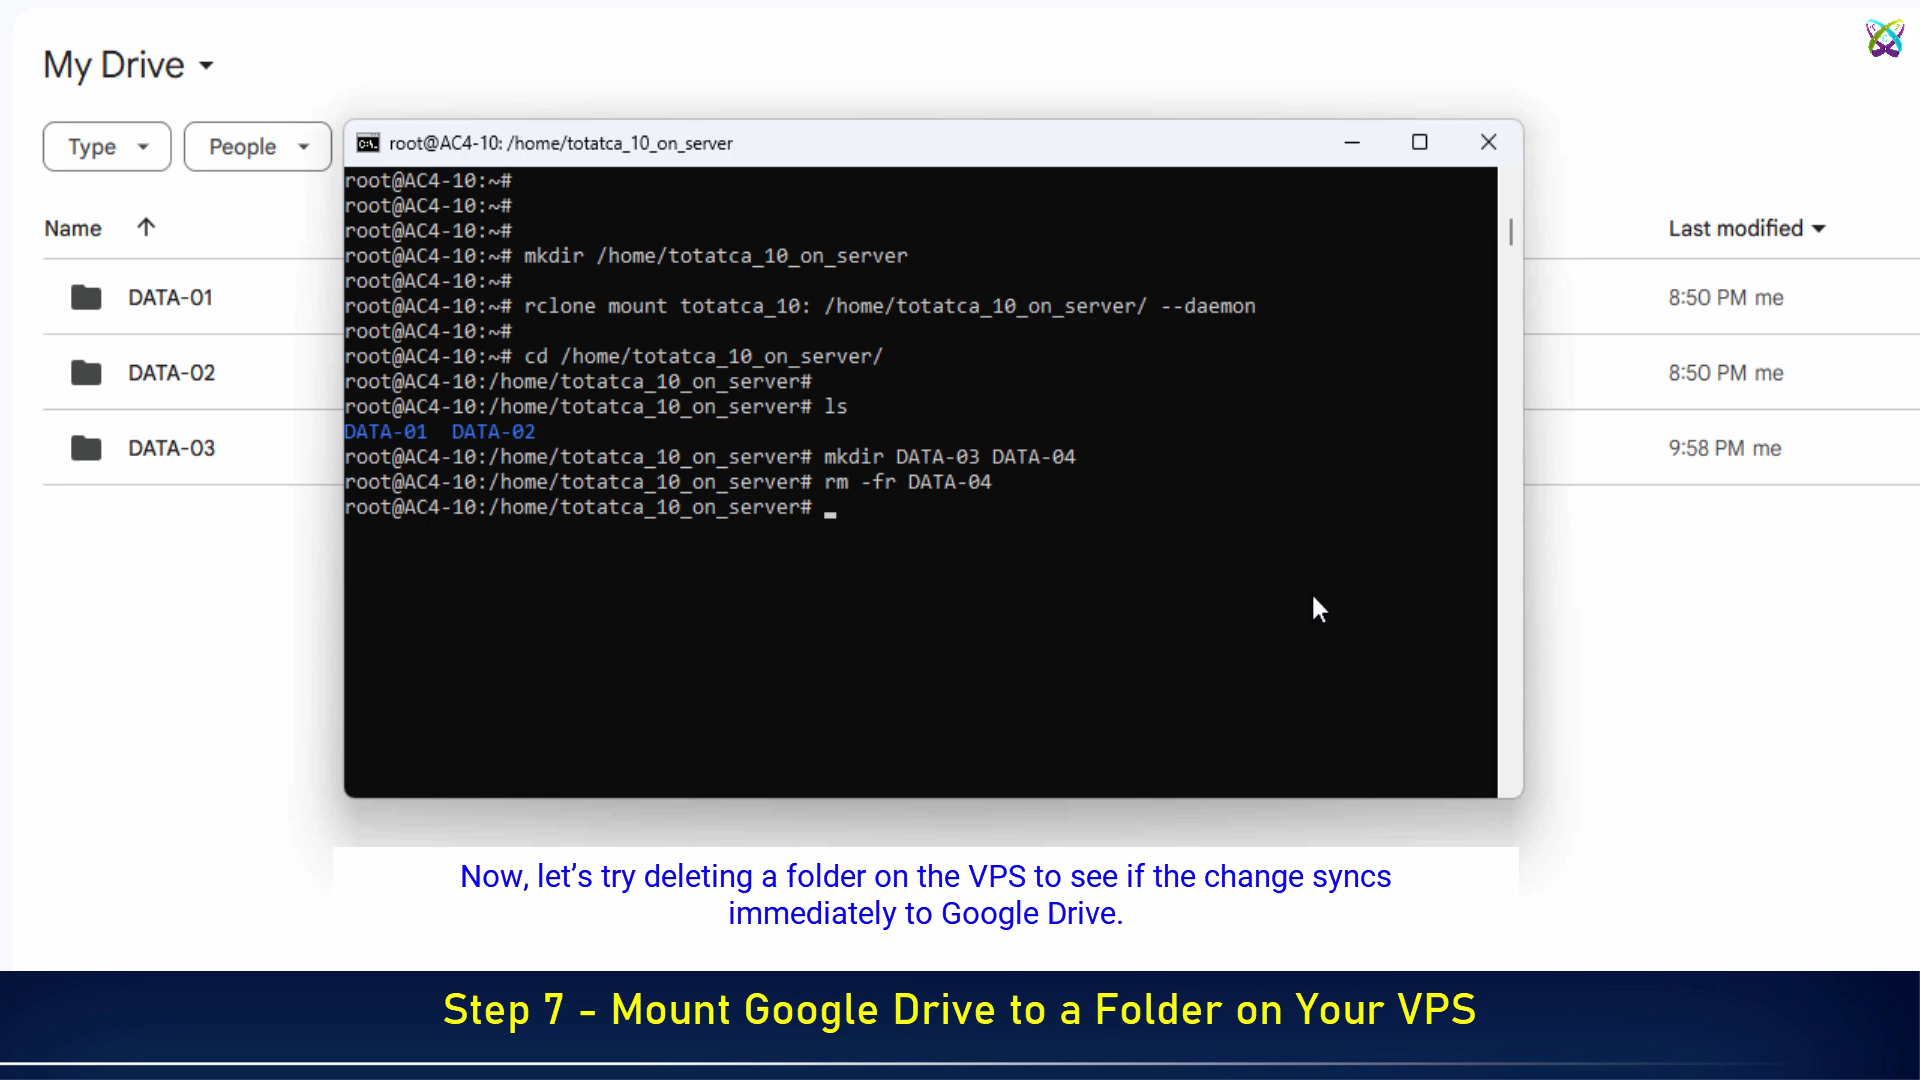 My Drive
Type
People
Name
Last modified
DATA-01
8:50 PM me
DATA-02
8:50 PM me
DATA-03
9:58 PM me
root@AC4-10: /home/totatca_10_on_server
root@AC4-10:~#
root@AC4-10:~#
root@AC4-10:~#
root@AC4-10:~# mkdir /home/totatca_10_on_server
root@AC4-10:~#
root@AC4-10:~# rclone mount totatca_10: /home/totatca_10_on_server/ --daemon
root@AC4-10:~#
root@AC4-10:~# cd /home/totatca_10_on_server/
root@AC4-10:/home/totatca_10_on_server#
root@AC4-10:/home/totatca_10_on_server# ls
DATA-01  DATA-02
root@AC4-10:/home/totatca_10_on_server# mkdir DATA-03 DATA-04
root@AC4-10:/home/totatca_10_on_server# rm -fr DATA-04
root@AC4-10:/home/totatca_10_on_server# _
Now, let’s try deleting a folder on the VPS to see if the change syncs
immediately to Google Drive.
Step 7 - Mount Google Drive to a Folder on Your VPS